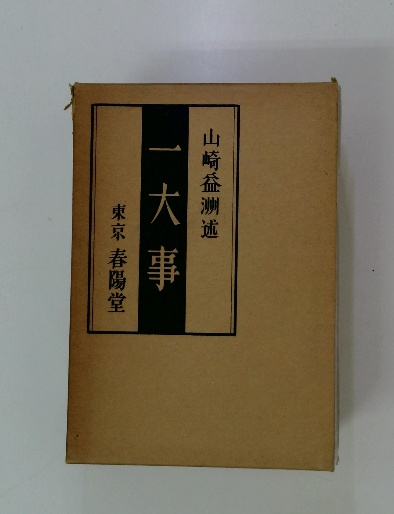 山崎益洲述
一大事
東京 春陽堂